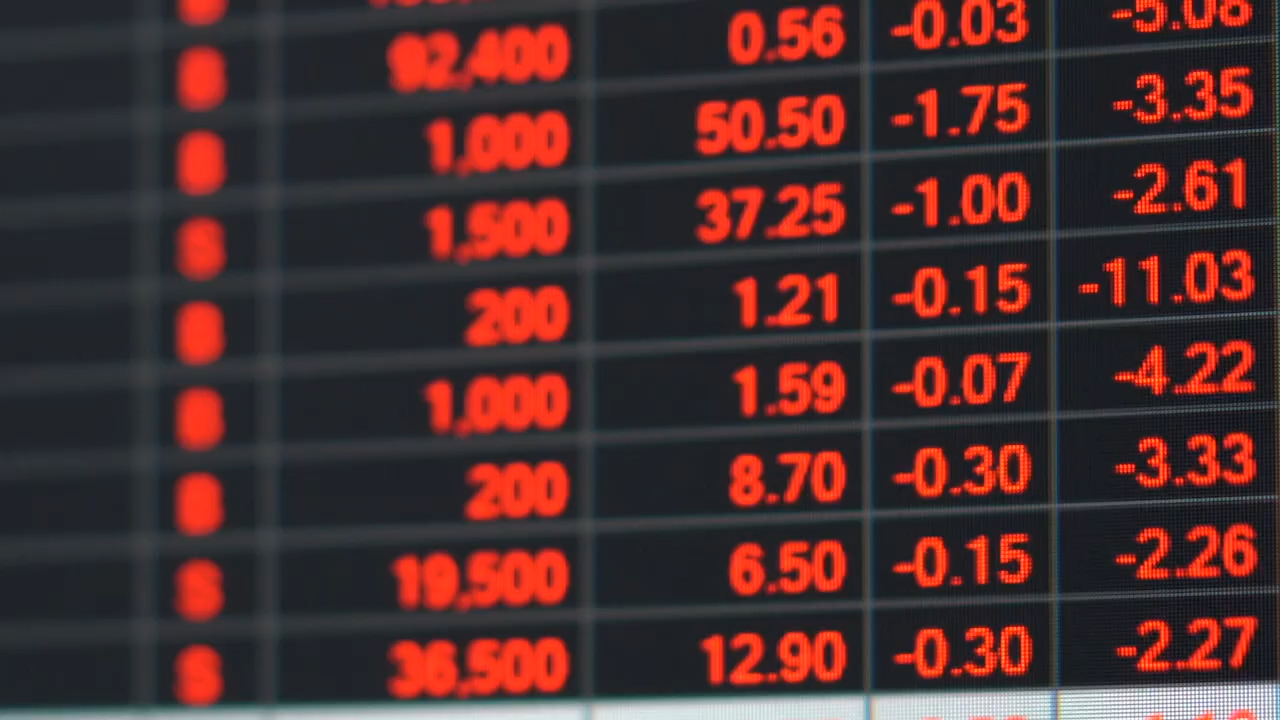 B 92,400 0.56 -0.03 -5.08
B 1,000 50.50 -1.75 -3.35
S 1,500 37.25 -1.00 -2.61
B 200 1.21 -0.15 -11.03
B 1,000 1.59 -0.07 -4.22
B 200 8.70 -0.30 -3.33
S 19,500 6.50 -0.15 -2.26
S 36,500 12.90 -0.30 -2.27